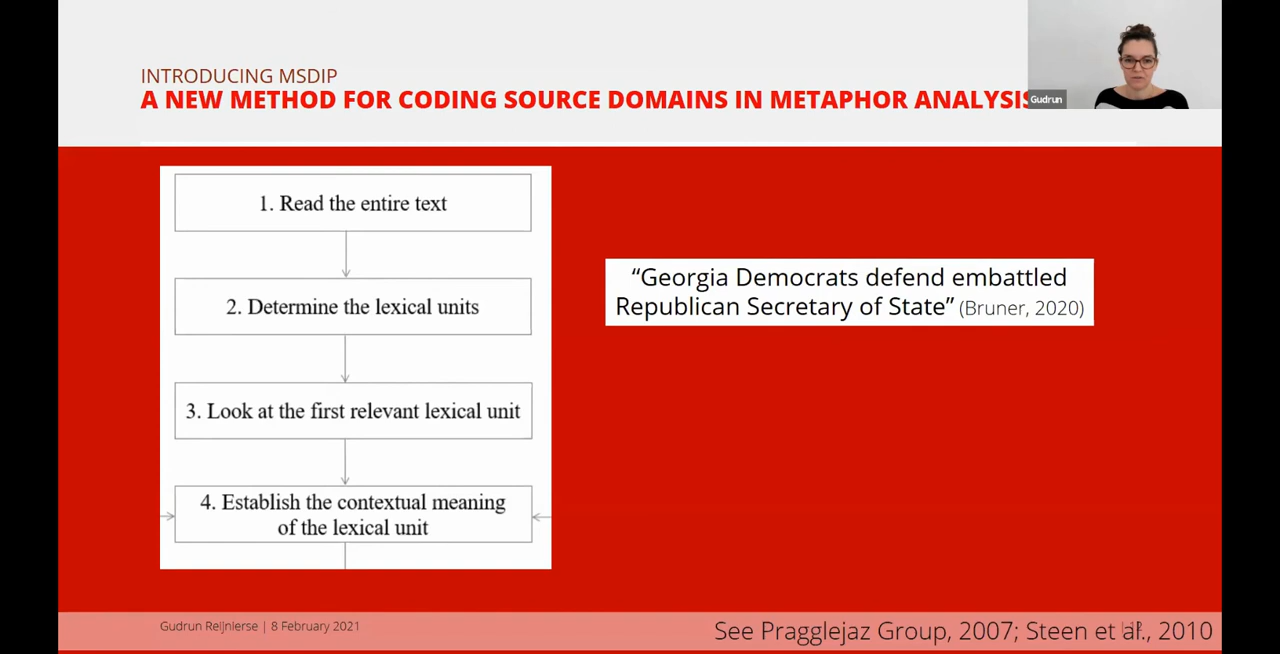 INTRODUCING MSDIP
A NEW METHOD FOR CODING SOURCE DOMAINS IN METAPHOR ANALYSIS
Gudrun
1. Read the entire text
2. Determine the lexical units
3. Look at the first relevant lexical unit
4. Establish the contextual meaning
of the lexical unit
“Georgia Democrats defend embattled
Republican Secretary of State” (Bruner, 2020)
Gudrun Reijnierse | 8 February 2021
See Pragglejaz Group, 2007; Steen et al., 2010